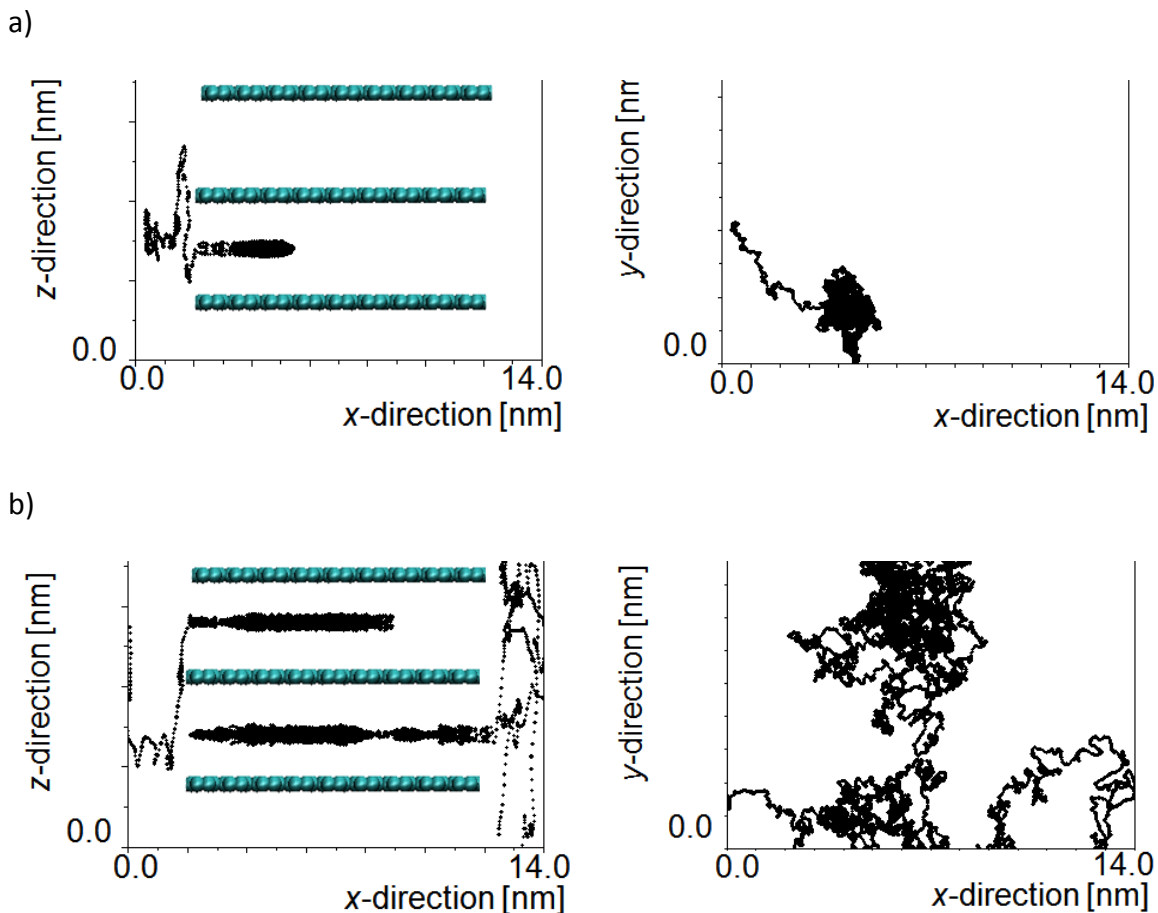 a)
z-direction [nm]
0.0
0.0
14.0
x-direction [nm]
y-direction [nm
0.0
0.0
14.0
x-direction [nm]
b)
z-direction [nm]
0.0
0.0
14.0
x-direction [nm]
y-direction [nm]
0.0
0.0
14.0
x-direction [nm]